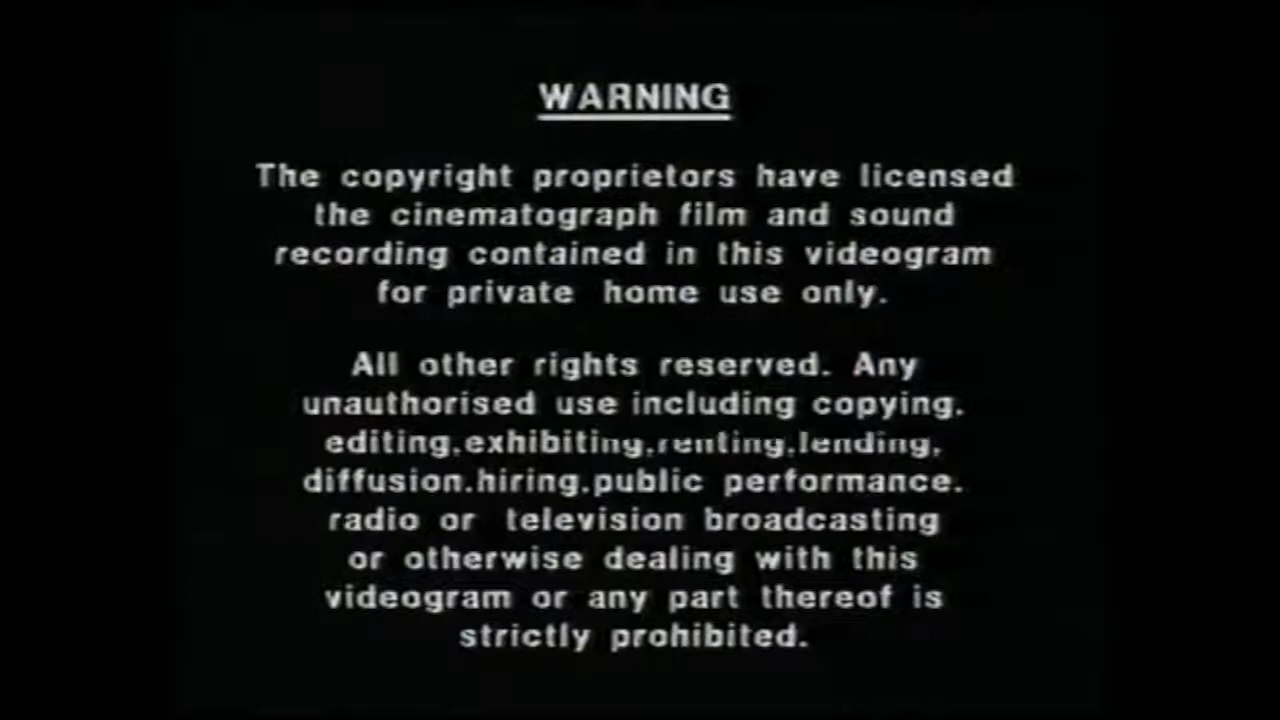 WARNING
The copyright proprietors have licensed
the cinematograph film and sound
recording contained in this videogram
for private home use only.
All other rights reserved. Any
unauthorised use including copying.
editing.exhibiting.renting.lending.
diffusion.hiring.public performance.
radio or television broadcasting
or otherwise dealing with this
videogram or any part thereof is
strictly prohibited.